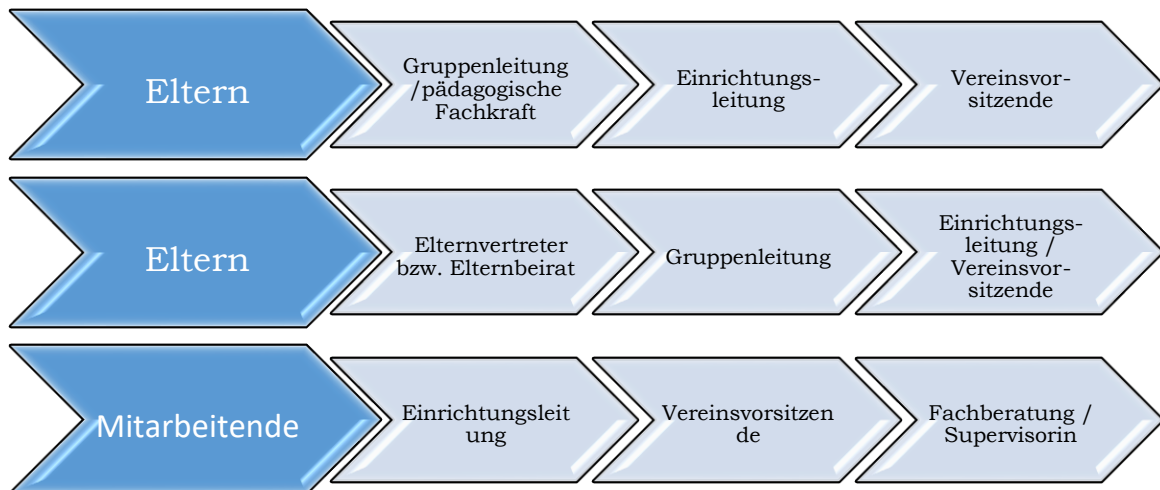 Eltern
Gruppenleitung
/pädagogische
Fachkraft
Einrichtungs-
leitung
Vereinsvor-
sitzende
Eltern
Elternvertreter
bzw. Elternbeirat
Gruppenleitung
Einrichtungs-
leitung /
Vereinsvor-
sitzende
Mitarbeitende
Einrichtungsleit
ung
Vereinsvorsitzen
de
Fachberatung /
Supervisorin